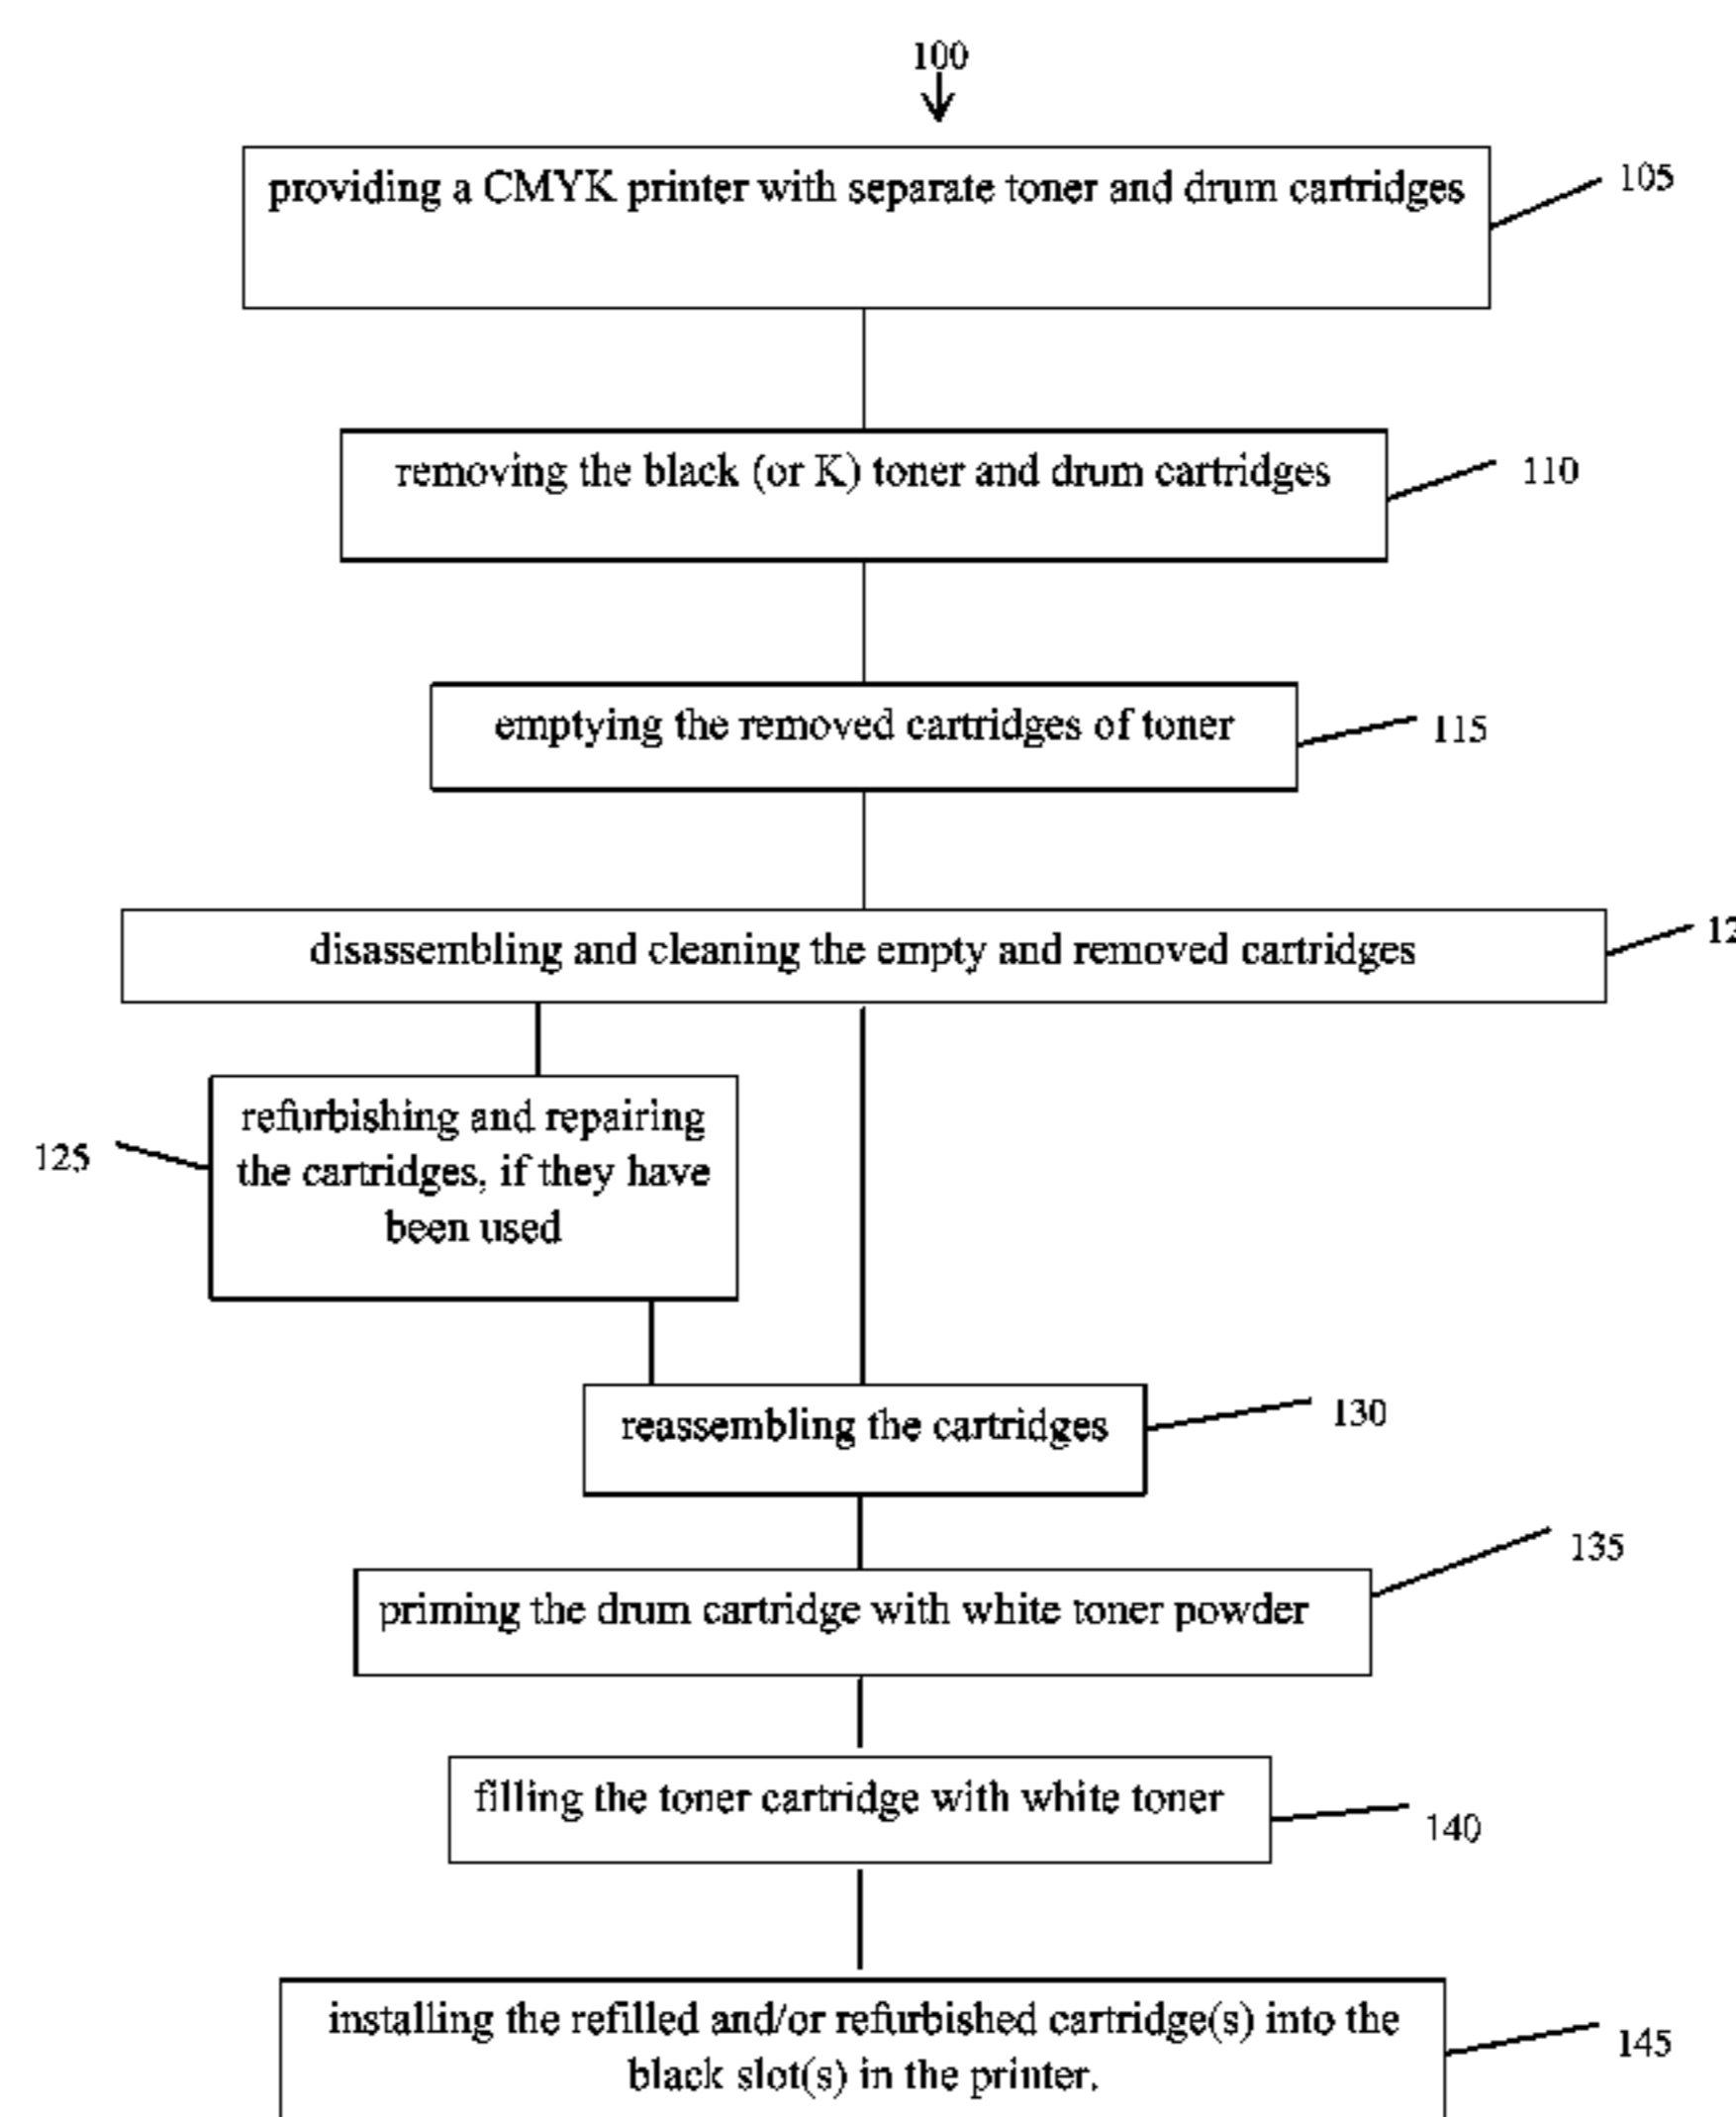 100
providing a CMYK printer with separate toner and drum cartridges
105
removing the black (or K) toner and drum cartridges
110
emptying the removed cartridges of toner
115
disassembling and cleaning the empty and removed cartridges
12
refurbishing and repairing
the cartridges, if they have
been used
125
reassembling the cartridges
130
135
priming the drum cartridge with white toner powder
filling the toner cartridge with white toner
140
installing the refilled and/or refurbished cartridge(s) into the
black slot(s) in the printer.
145